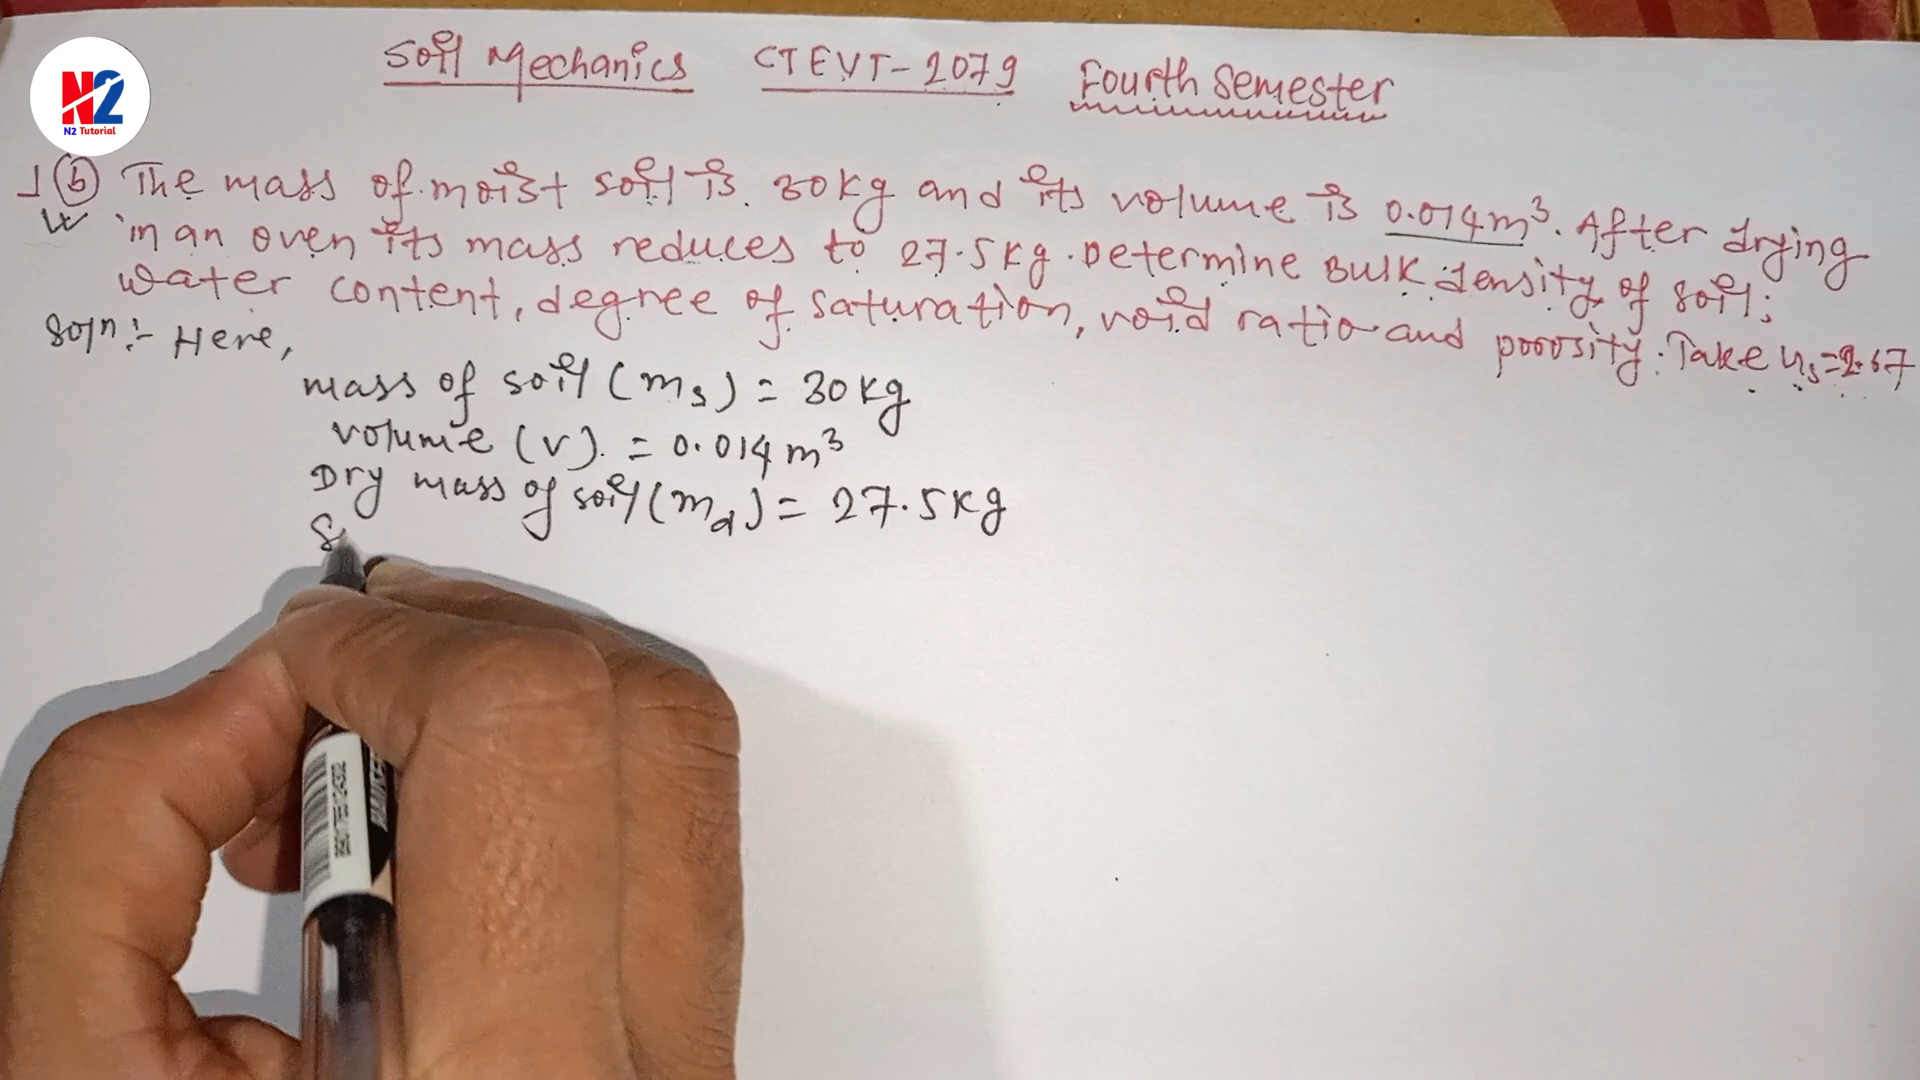 N2
N2 Tutorial
Soil Mechanics CTEVT-2079 Fourth Semester
1 (b) The mass of moist soil is 30kg and its volume is 0.014m³. After drying
in an oven its mass reduces to 27.5kg. Determine Bulk density of soil;
water content, degree of saturation, void ratio and porosity. Take Gs=2.67
Soln:- Here,
mass of soil (ms) = 30kg
volume (v) = 0.014m³
Dry mass of soil (md) = 27.5kg
S
MAX